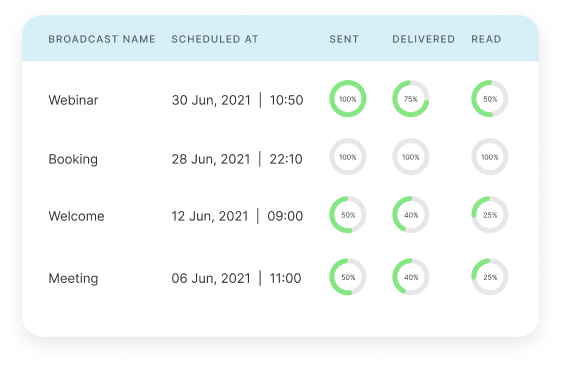 BROADCAST NAME SCHEDULED AT SENT DELIVERED READ
Webinar 30 Jun, 2021 | 10:50 100% 75% 50%
Booking 28 Jun, 2021 | 22:10 100% 100% 100%
Welcome 12 Jun, 2021 | 09:00 50% 40% 25%
Meeting 06 Jun, 2021 | 11:00 50% 40% 25%